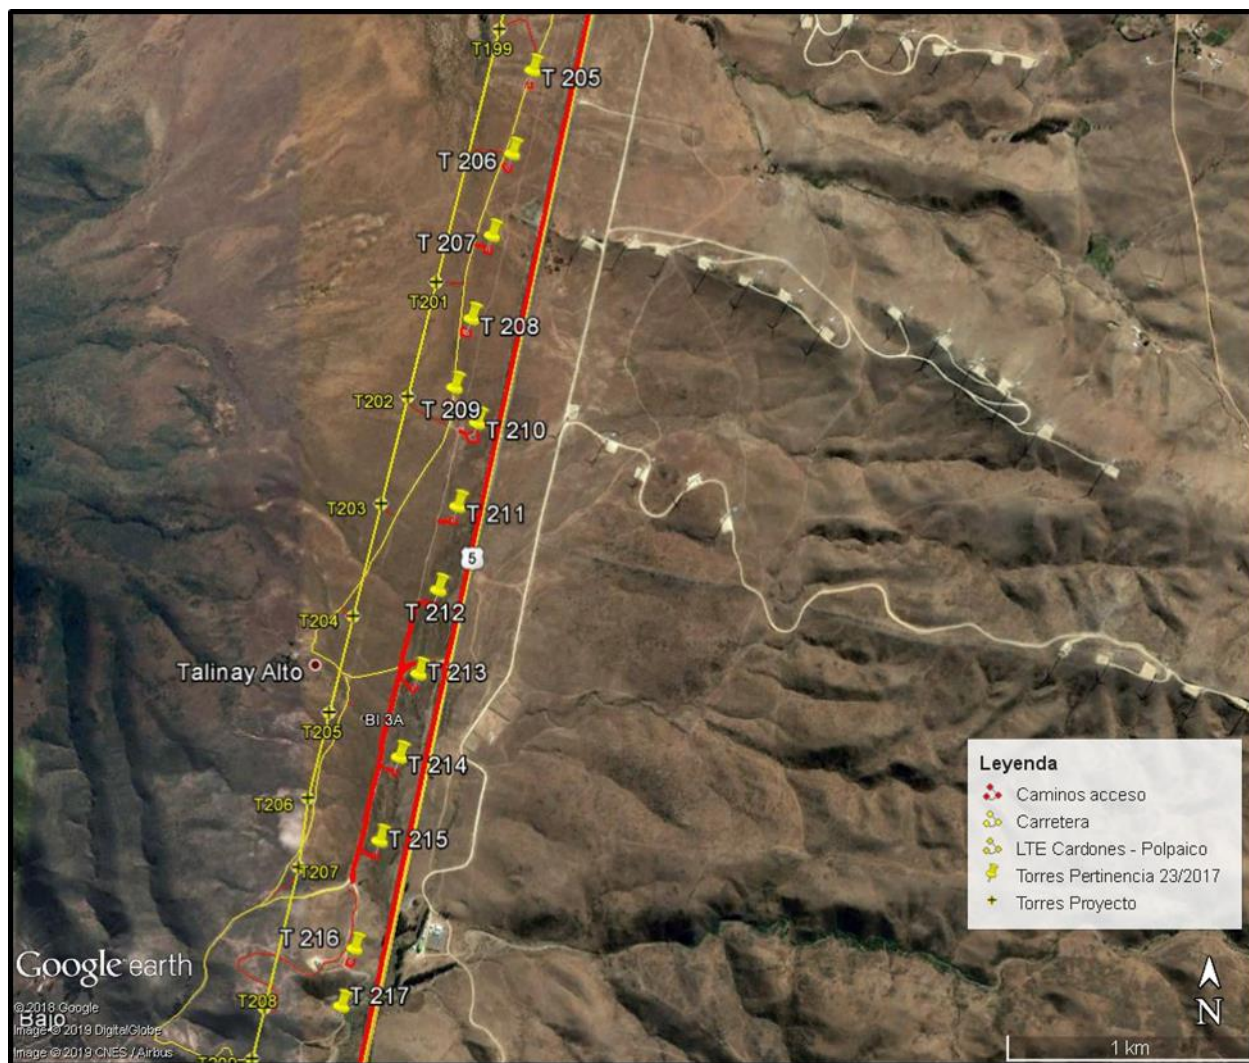 T199
T 205
T 206
T 207
T201
T 208
T202
T 209
T 210
T203
T 211
5
T 212
T204
Talinay Alto
T 213
T205
BI 3A
T 214
T206
T 215
T207
T 216
T 217
T208
Leyenda
Caminos acceso
Carretera
LTE Cardones - Polpaico
Torres Pertinencia 23/2017
Torres Proyecto
Google earth
© 2018 Google
Bajo
Image © 2019 DigitalGlobe
Image © 2019 CNES / Airbus
N
1 km